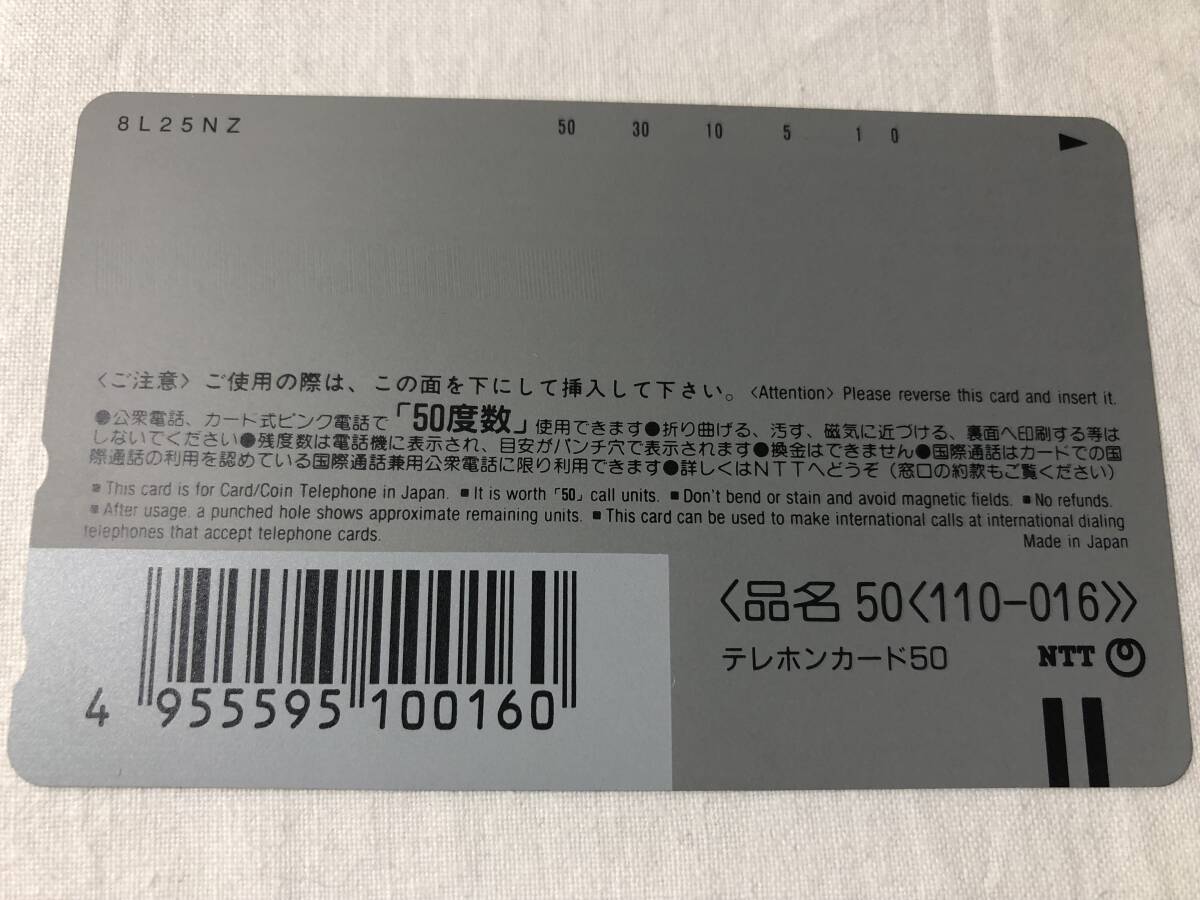 8L25NZ
50 30 10 5 1 0
〈ご注意〉ご使用の際は、この面を下にして挿入して下さい。〈Attention〉Please reverse this card and insert it.
●公衆電話、カード式ピンク電話で「50度数」使用できます●折り曲げる、汚す、磁気に近づける、裏面へ印刷する等は
しないでください●残度数は電話機に表示され、目安がパンチ穴で表示されます●換金はできません●国際通話はカードでの国
際通話の利用を認めている国際通話兼用公衆電話に限り利用できます●詳しくはNTTへどうぞ（窓口の約款もご覧ください）
■This card is for Card/Coin Telephone in Japan. ■It is worth「50」call units. ■Don't bend or stain and avoid magnetic fields. ■No refunds.
■After usage, a punched hole shows approximate remaining units. ■This card can be used to make international calls at international dialing
telephones that accept telephone cards.
Made in Japan
〈品名 50〈110-016〉〉
テレホンカード50 NTT
4 955595 100160